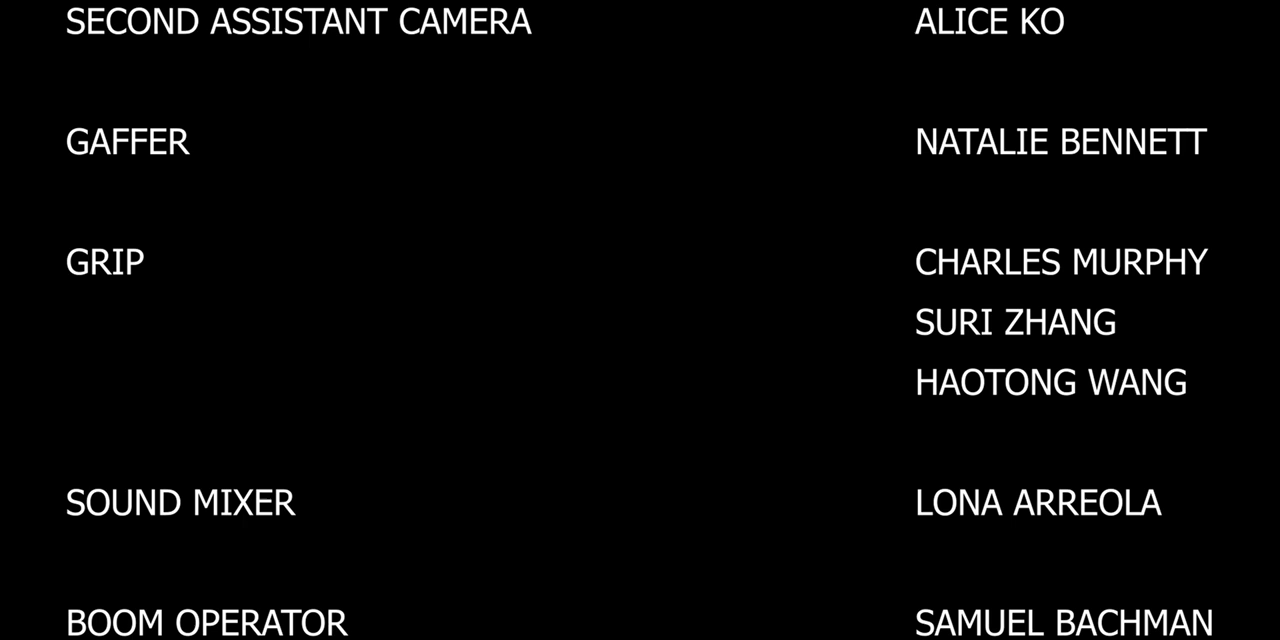 SECOND ASSISTANT CAMERA ALICE KO
GAFFER NATALIE BENNETT
GRIP CHARLES MURPHY
SURI ZHANG
HAOTONG WANG
SOUND MIXER LONA ARREOLA
BOOM OPERATOR SAMUEL BACHMAN